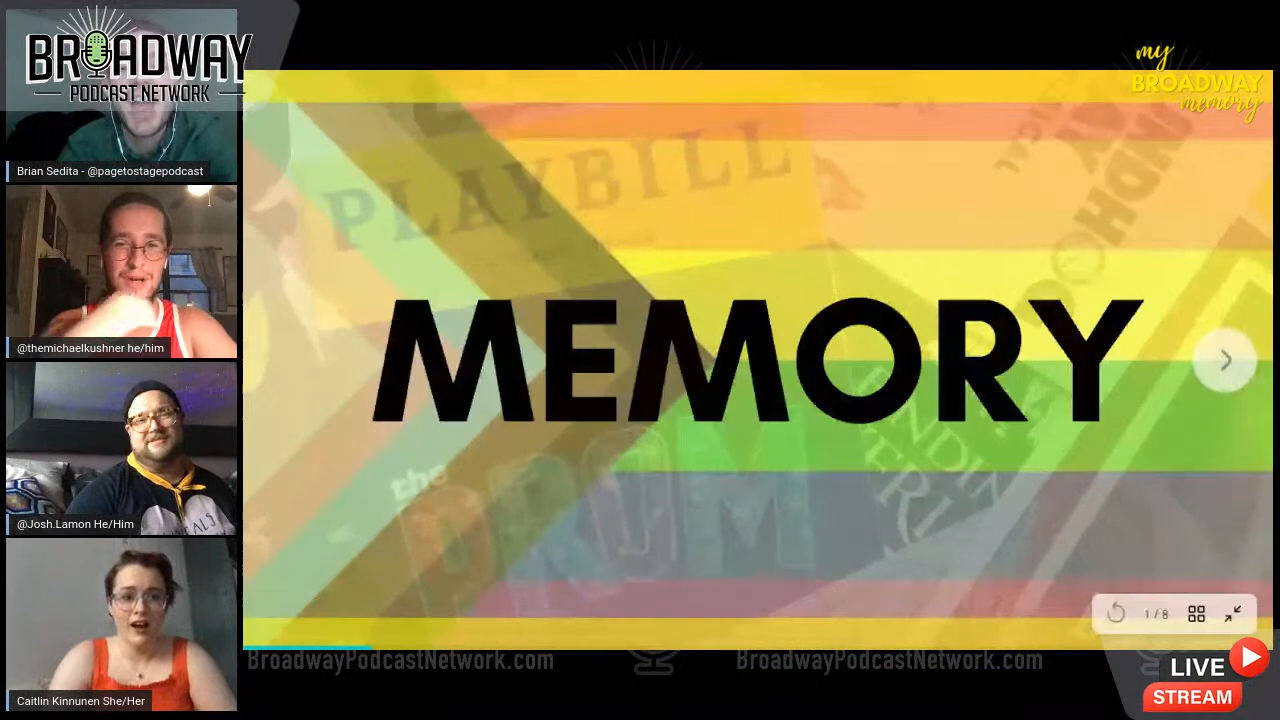 BROADWAY
PODCAST NETWORK
Brian Sedita - @pagetostagepodcast
@themichaelkushner he/him
@Josh.Lamon He/Him
Caitlin Kinnunen She/Her
my
BROADWAY
memory
PLAYBILL
MEMORY
the
PROM
1 / 8
BroadwayPodcastNetwork.com
BroadwayPodcastNetwork.com
LIVE
STREAM